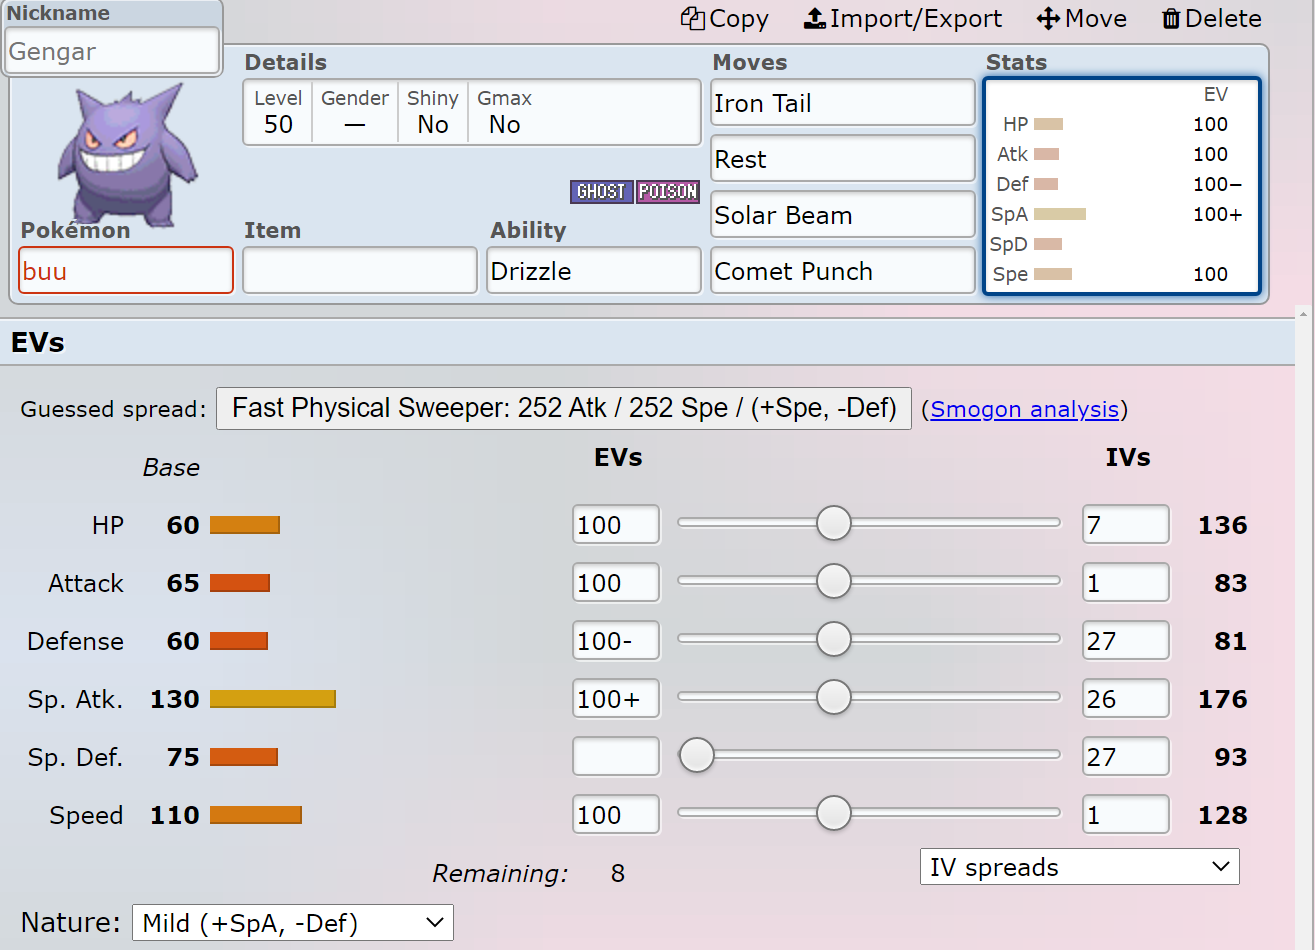 Nickname
Gengar
Copy Import/Export Move Delete
Details
Level Gender Shiny Gmax
50 — No No
GHOST POISON
Pokémon Item Ability
buu
Drizzle
Moves
Iron Tail
Rest
Solar Beam
Comet Punch
Stats
EV
HP 100
Atk 100
Def 100−
SpA 100+
SpD
Spe 100
EVs
Guessed spread: Fast Physical Sweeper: 252 Atk / 252 Spe / (+Spe, -Def) (Smogon analysis)
Base EVs IVs
HP 60 100 7 136
Attack 65 100 1 83
Defense 60 100- 27 81
Sp. Atk. 130 100+ 26 176
Sp. Def. 75 27 93
Speed 110 100 1 128
Remaining: 8 IV spreads
Nature: Mild (+SpA, -Def)